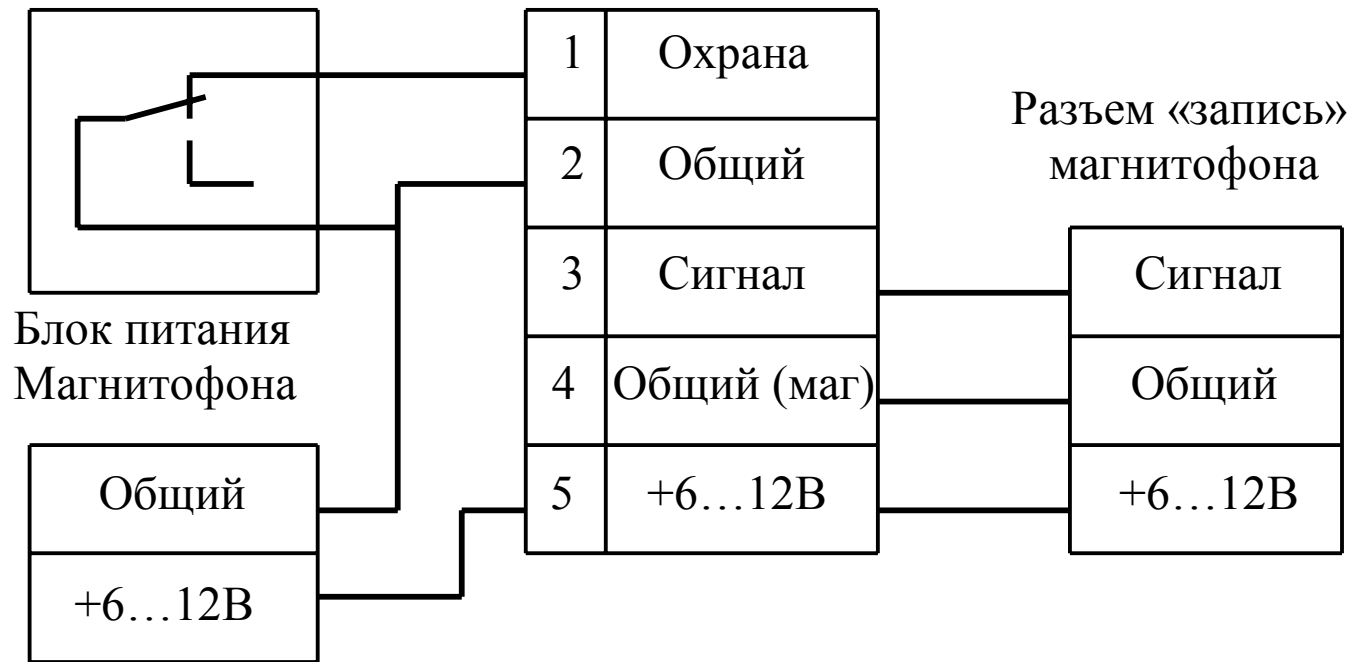 1 Охрана
2 Общий
3 Сигнал
4 Общий (маг)
5 +6…12В
Блок питания
Магнитофона
Общий
+6…12В
Разъем «запись»
магнитофона
Сигнал
Общий
+6…12В